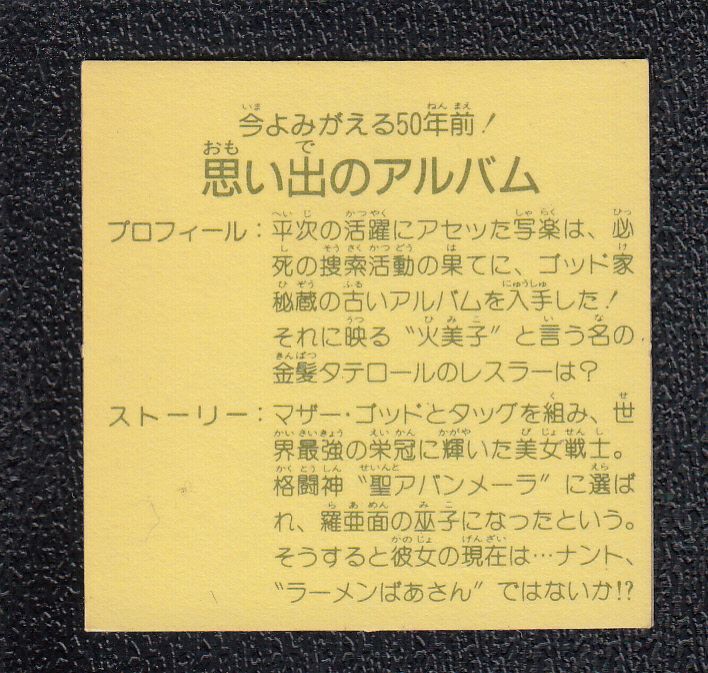 今よみがえる50年前！
思い出のアルバム
プロフィール：平次の活躍にアセッた写楽は、必
死の捜索活動の果てに、ゴッド家
秘蔵の古いアルバムを入手した！
それに映る〝火美子〟と言う名の
金髪タテロールのレスラーは？
ストーリー：マザー・ゴッドとタッグを組み、世
界最強の栄冠に輝いた美女戦士。
格闘神〝聖アバンメーラ〟に選ば
れ、羅亜面の巫子になったという。
そうすると彼女の現在は…ナント、
〝ラーメンばあさん〟ではないか!?